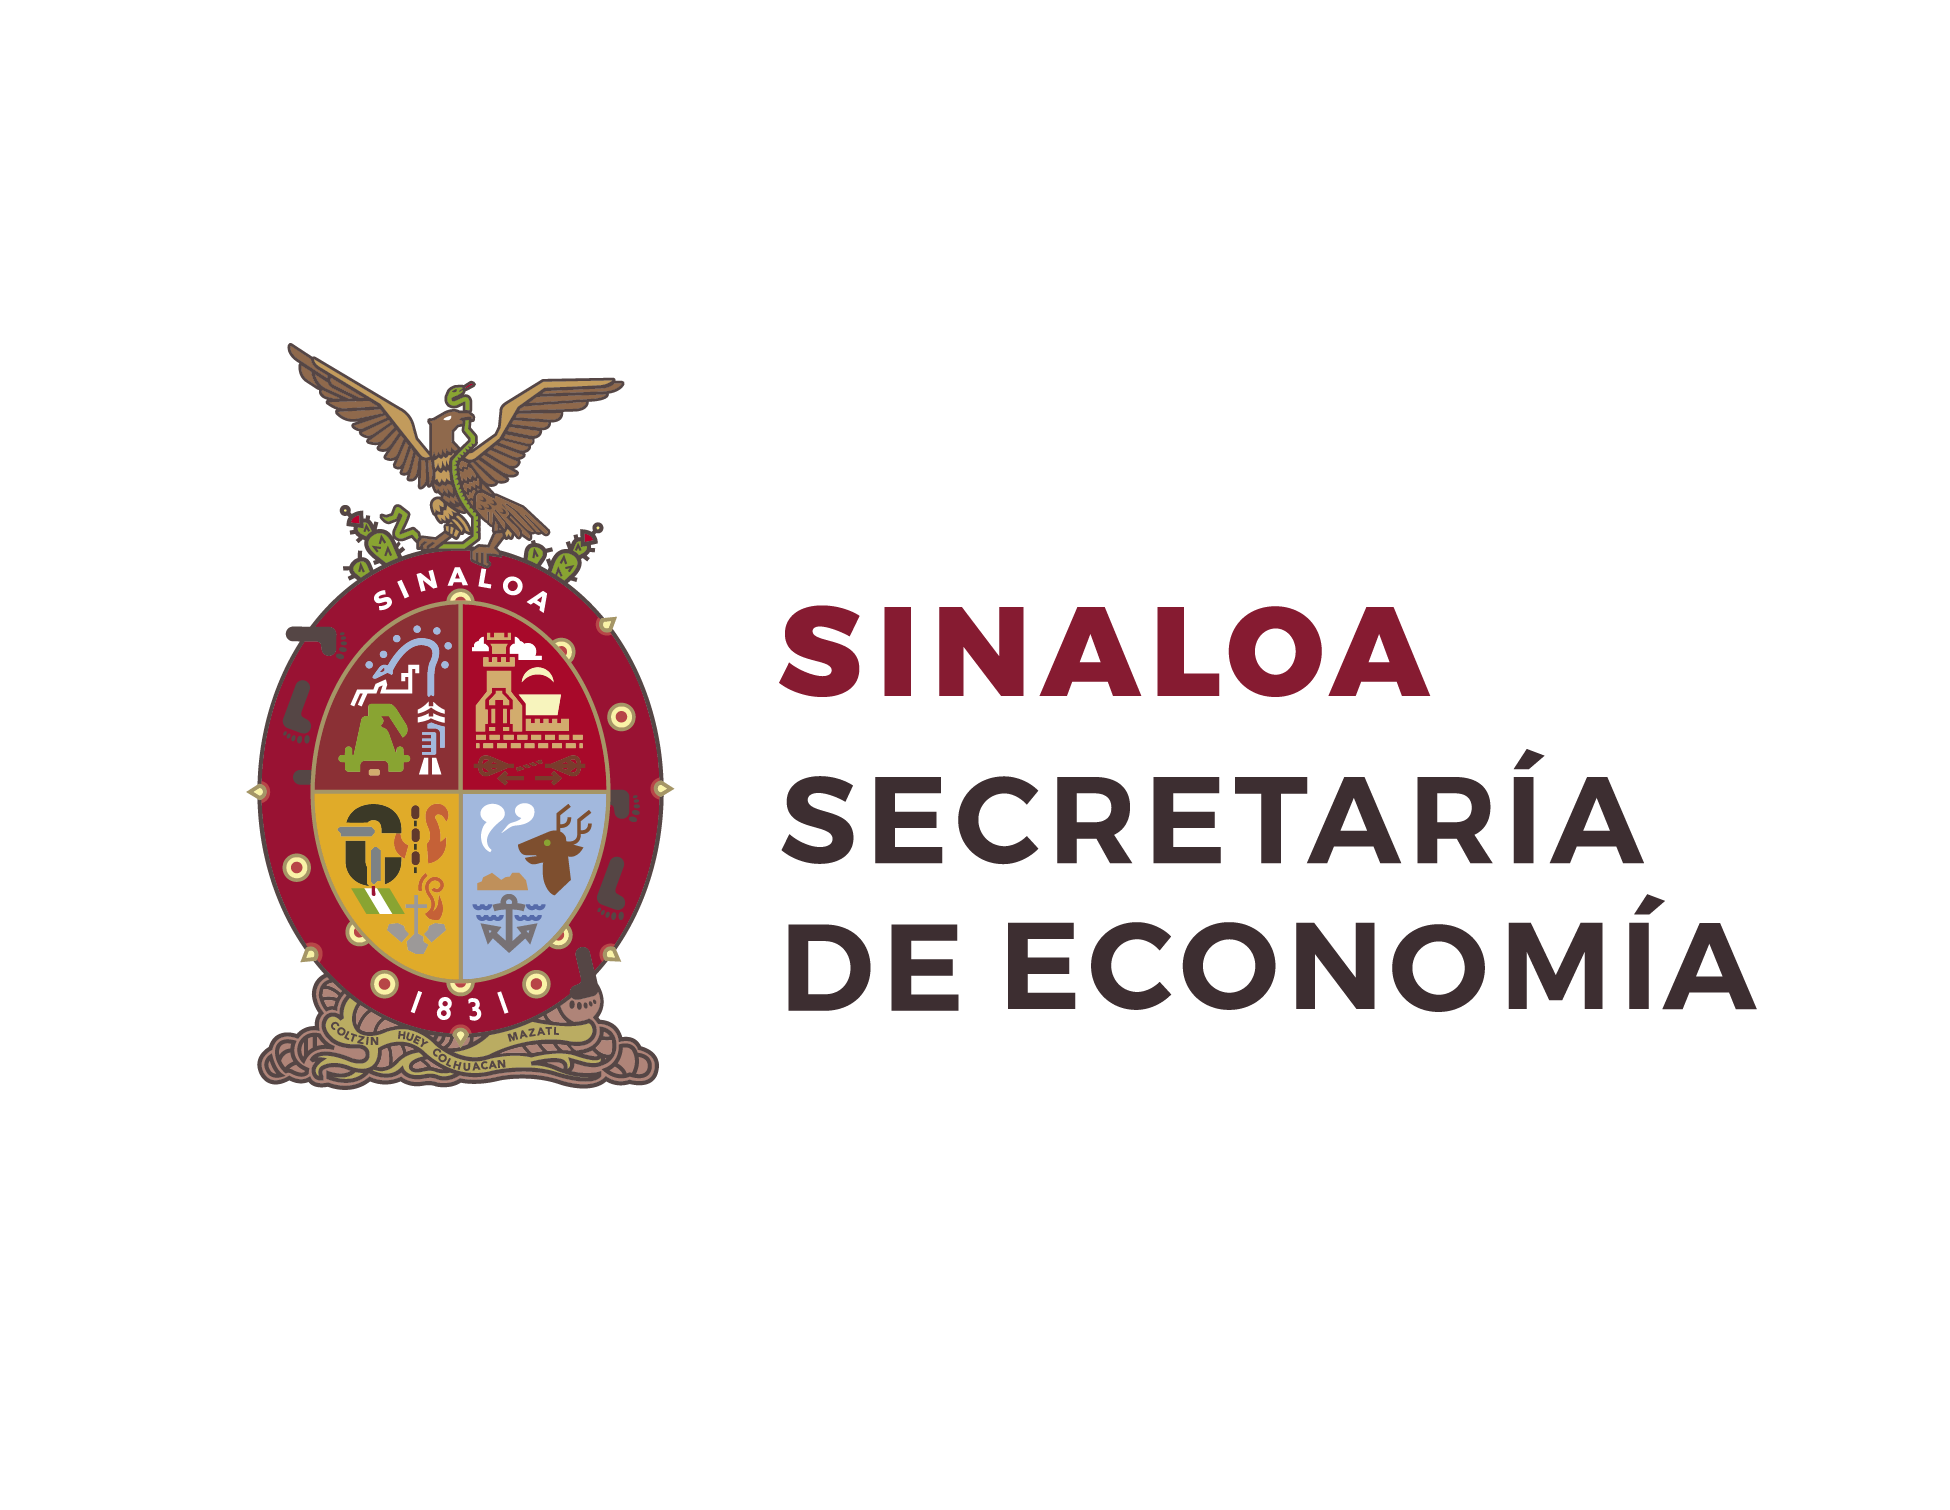 SINALOA
1831
COLTZIN HUEY COLHUACAN MAZATL
SINALOA
SECRETARÍA
DE ECONOMÍA